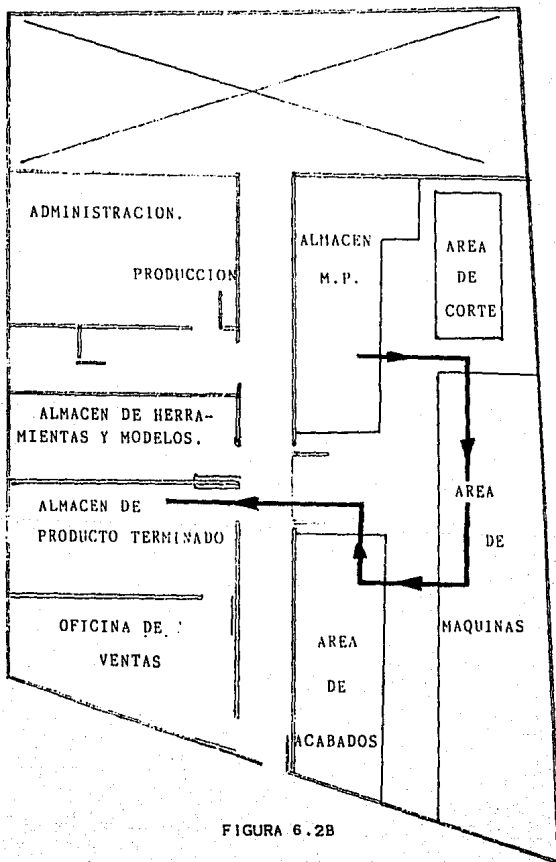 ADMINISTRACION.
PRODUCCION
ALMACEN
M.P.
AREA
DE
CORTE
ALMACEN DE HERRA-
MIENTAS Y MODELOS.
ALMACEN DE
PRODUCTO TERMINADO
AREA
DE
MAQUINAS
OFICINA DE
VENTAS
AREA
DE
ACABADOS
FIGURA 6.2B